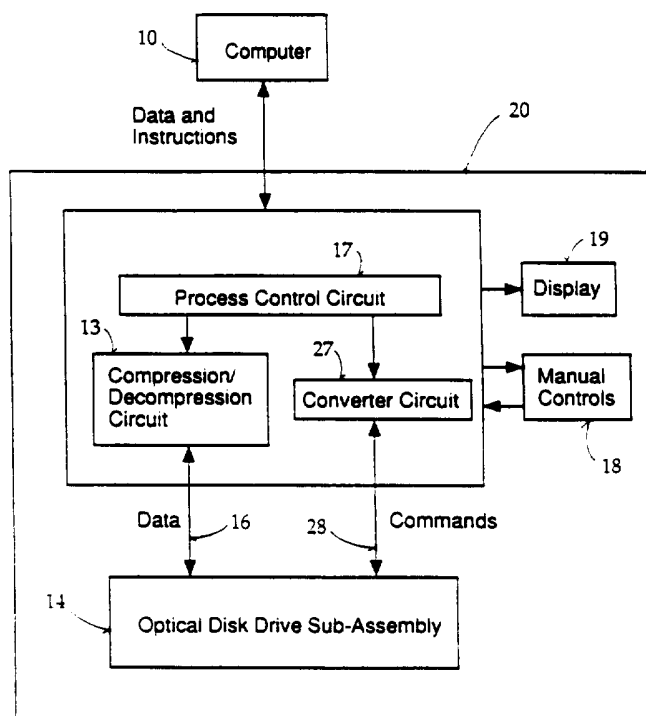 10
Computer
Data and
Instructions
20
17
19
Process Control Circuit
Display
13
27
Compression/
Decompression
Circuit
Converter Circuit
Manual
Controls
18
Data
16
28
Commands
14
Optical Disk Drive Sub-Assembly